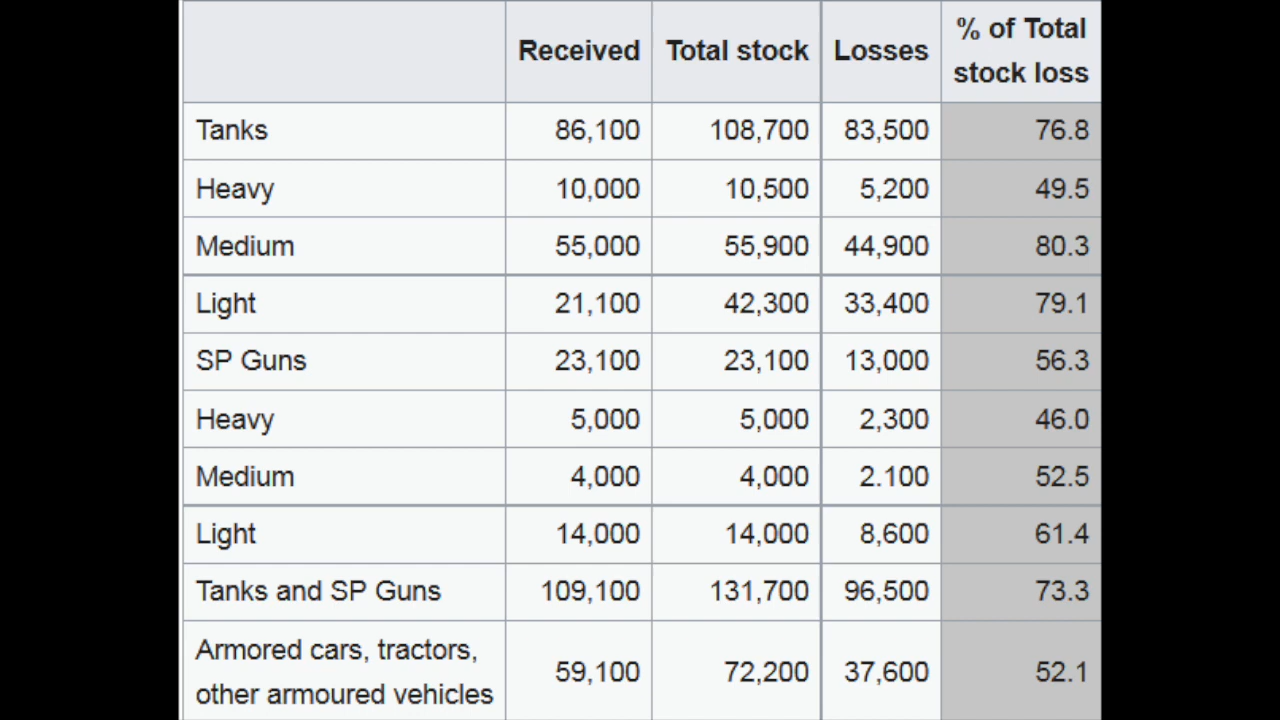 Received Total stock Losses % of Total stock loss
Tanks 86,100 108,700 83,500 76.8
Heavy 10,000 10,500 5,200 49.5
Medium 55,000 55,900 44,900 80.3
Light 21,100 42,300 33,400 79.1
SP Guns 23,100 23,100 13,000 56.3
Heavy 5,000 5,000 2,300 46.0
Medium 4,000 4,000 2.100 52.5
Light 14,000 14,000 8,600 61.4
Tanks and SP Guns 109,100 131,700 96,500 73.3
Armored cars, tractors,
other armoured vehicles 59,100 72,200 37,600 52.1